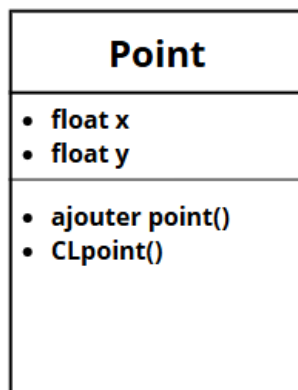 Point
• float x
• float y
• ajouter point()
• CLpoint()